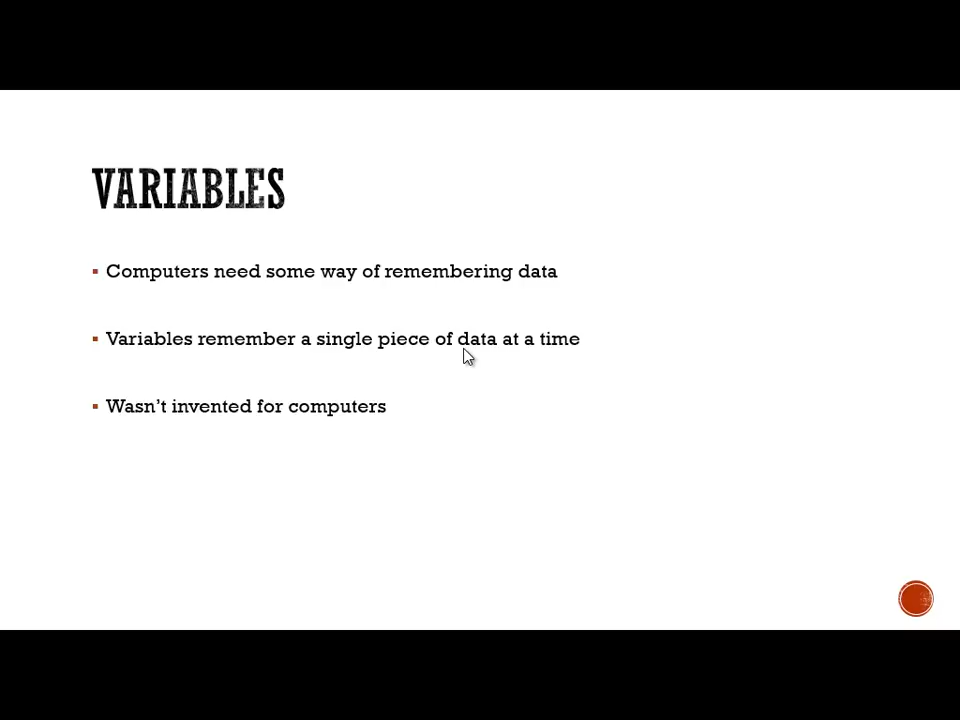 VARIABLES
Computers need some way of remembering data
Variables remember a single piece of data at a time
Wasn't invented for computers